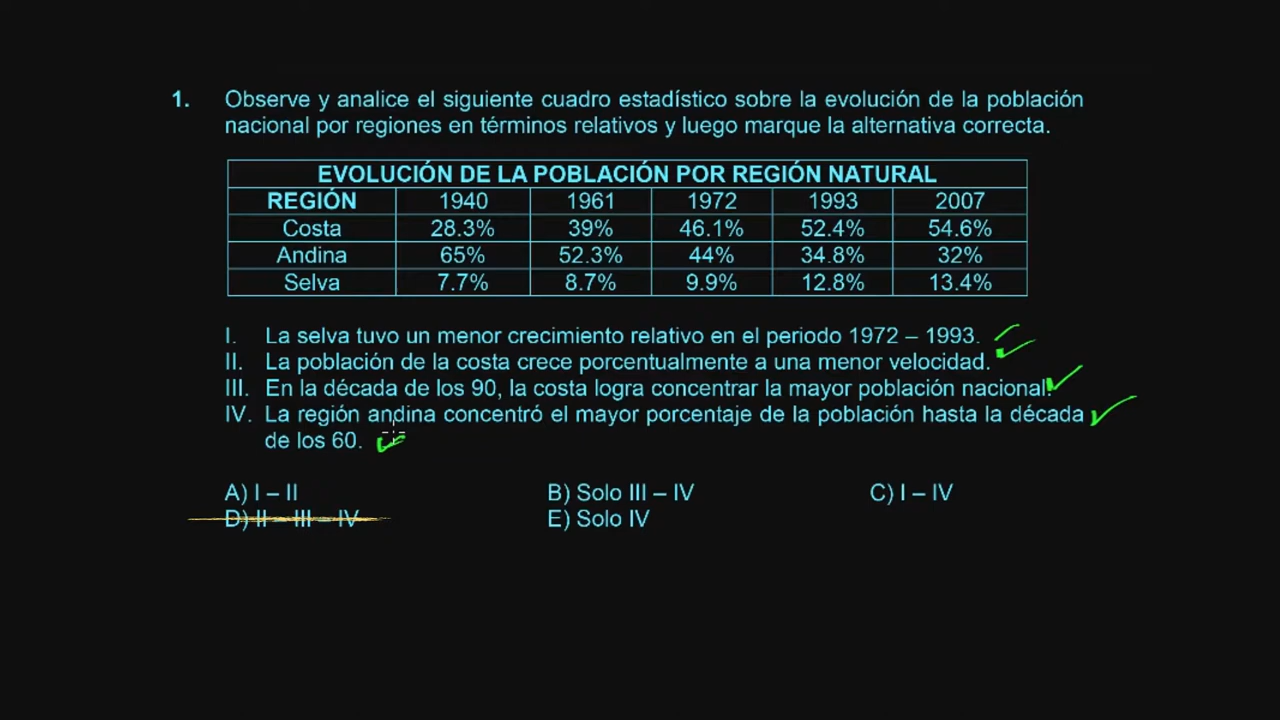 1. Observe y analice el siguiente cuadro estadístico sobre la evolución de la población
nacional por regiones en términos relativos y luego marque la alternativa correcta.
EVOLUCIÓN DE LA POBLACIÓN POR REGIÓN NATURAL
REGIÓN 1940 1961 1972 1993 2007
Costa 28.3% 39% 46.1% 52.4% 54.6%
Andina 65% 52.3% 44% 34.8% 32%
Selva 7.7% 8.7% 9.9% 12.8% 13.4%
I. La selva tuvo un menor crecimiento relativo en el periodo 1972 – 1993.
II. La población de la costa crece porcentualmente a una menor velocidad.
III. En la década de los 90, la costa logra concentrar la mayor población nacional.
IV. La región andina concentró el mayor porcentaje de la población hasta la década
de los 60.
A) I – II B) Solo III – IV C) I – IV
D) II – III – IV E) Solo IV